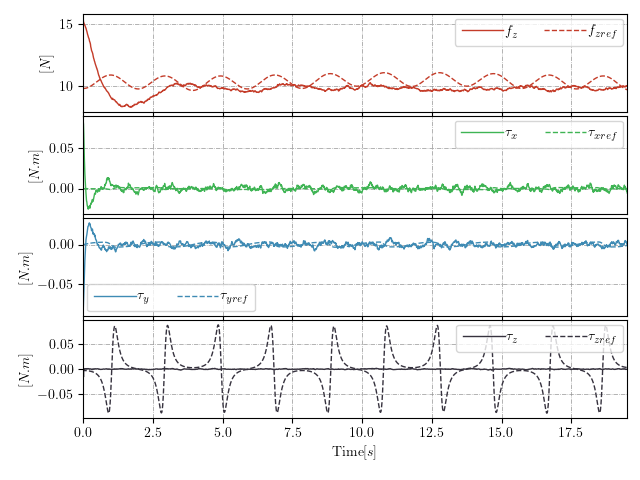 15
10
[N]
f_z f_zref
0.05
0.00
[N.m]
τ_x τ_xref
0.00
−0.05
[N.m]
τ_y τ_yref
0.05
0.00
−0.05
[N.m]
τ_z τ_zref
0.0 2.5 5.0 7.5 10.0 12.5 15.0 17.5
Time[s]